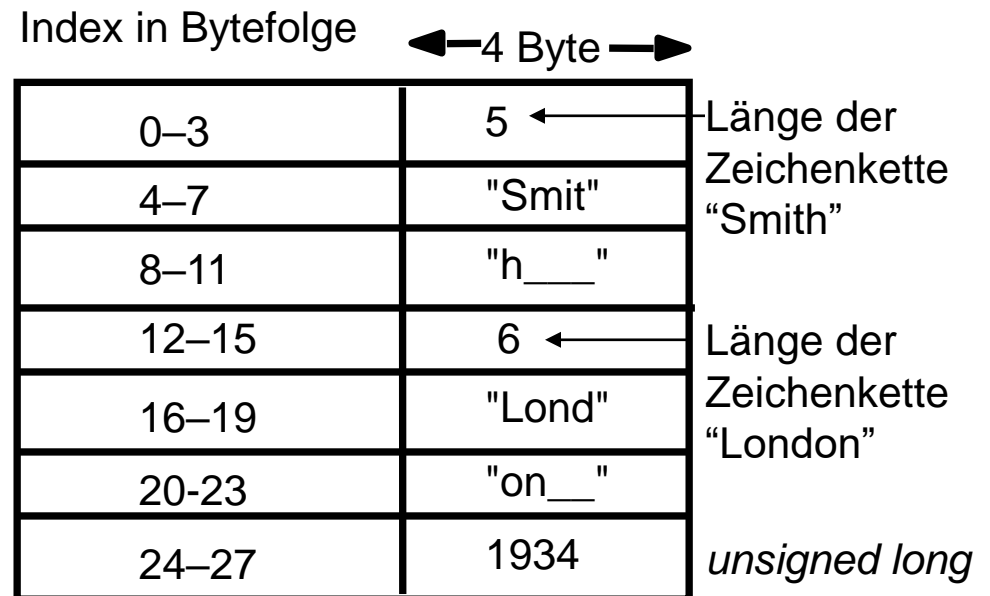 Index in Bytefolge
4 Byte
0–3 5 Länge der
Zeichenkette
4–7 "Smit" “Smith”
8–11 "h___"
12–15 6 Länge der
Zeichenkette
16–19 "Lond" “London”
20-23 "on__"
24–27 1934 unsigned long